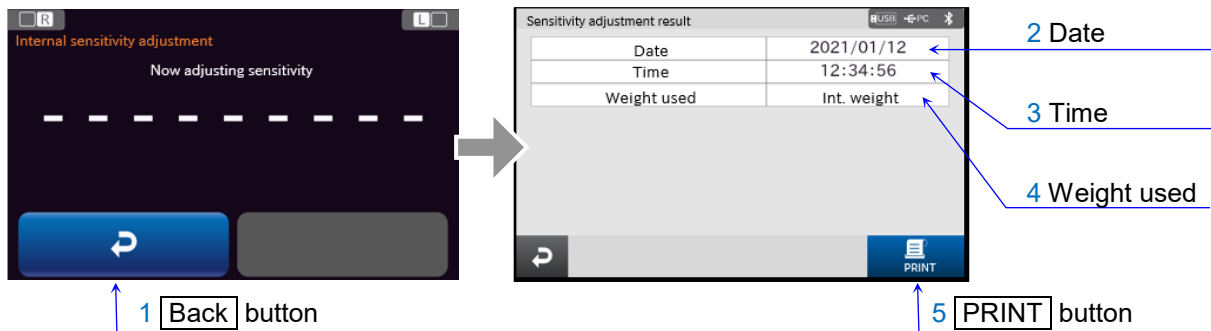 R
L
Internal sensitivity adjustment
Now adjusting sensitivity
1 Back button
Sensitivity adjustment result
USB PC
Date 2021/01/12
Time 12:34:56
Weight used Int. weight
PRINT
2 Date
3 Time
4 Weight used
5 PRINT button